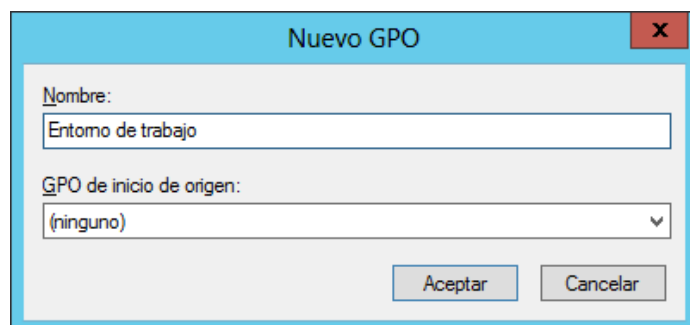 Nuevo GPO
x
Nombre:
Entorno de trabajo
GPO de inicio de origen:
(ninguno)
Aceptar
Cancelar